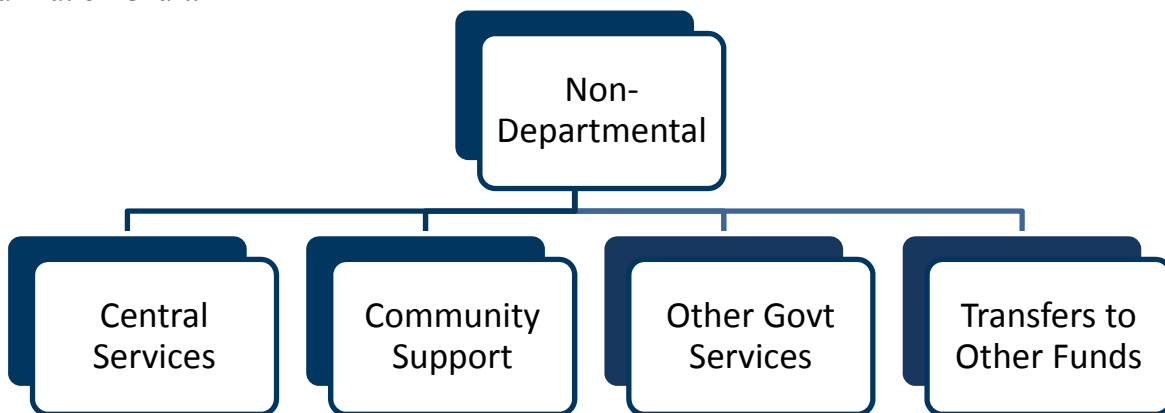 Non-
Departmental
Central
Services
Community
Support
Other Govt
Services
Transfers to
Other Funds